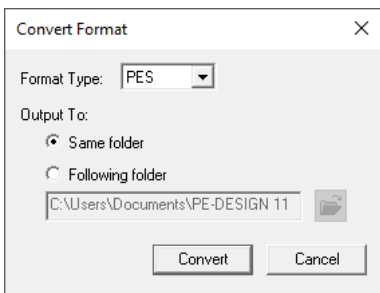 Convert Format
Format Type: PES
Output To:
Same folder
Following folder
C:\Users\Documents\PE-DESIGN 11
Convert Cancel